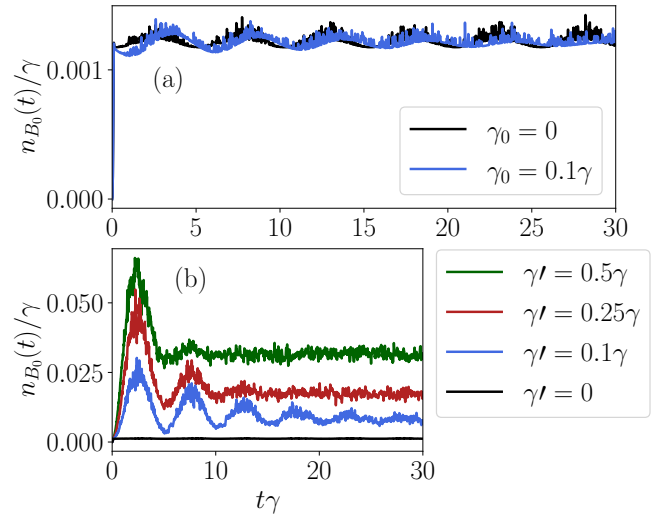 n_{B_0}(t)/γ
0.001
0.000
(a)
γ_0 = 0
γ_0 = 0.1γ
0 5 10 15 20 25 30
n_{B_0}(t)/γ
0.050
0.025
0.000
(b)
γ′ = 0.5γ
γ′ = 0.25γ
γ′ = 0.1γ
γ′ = 0
0 10 20 30
tγ